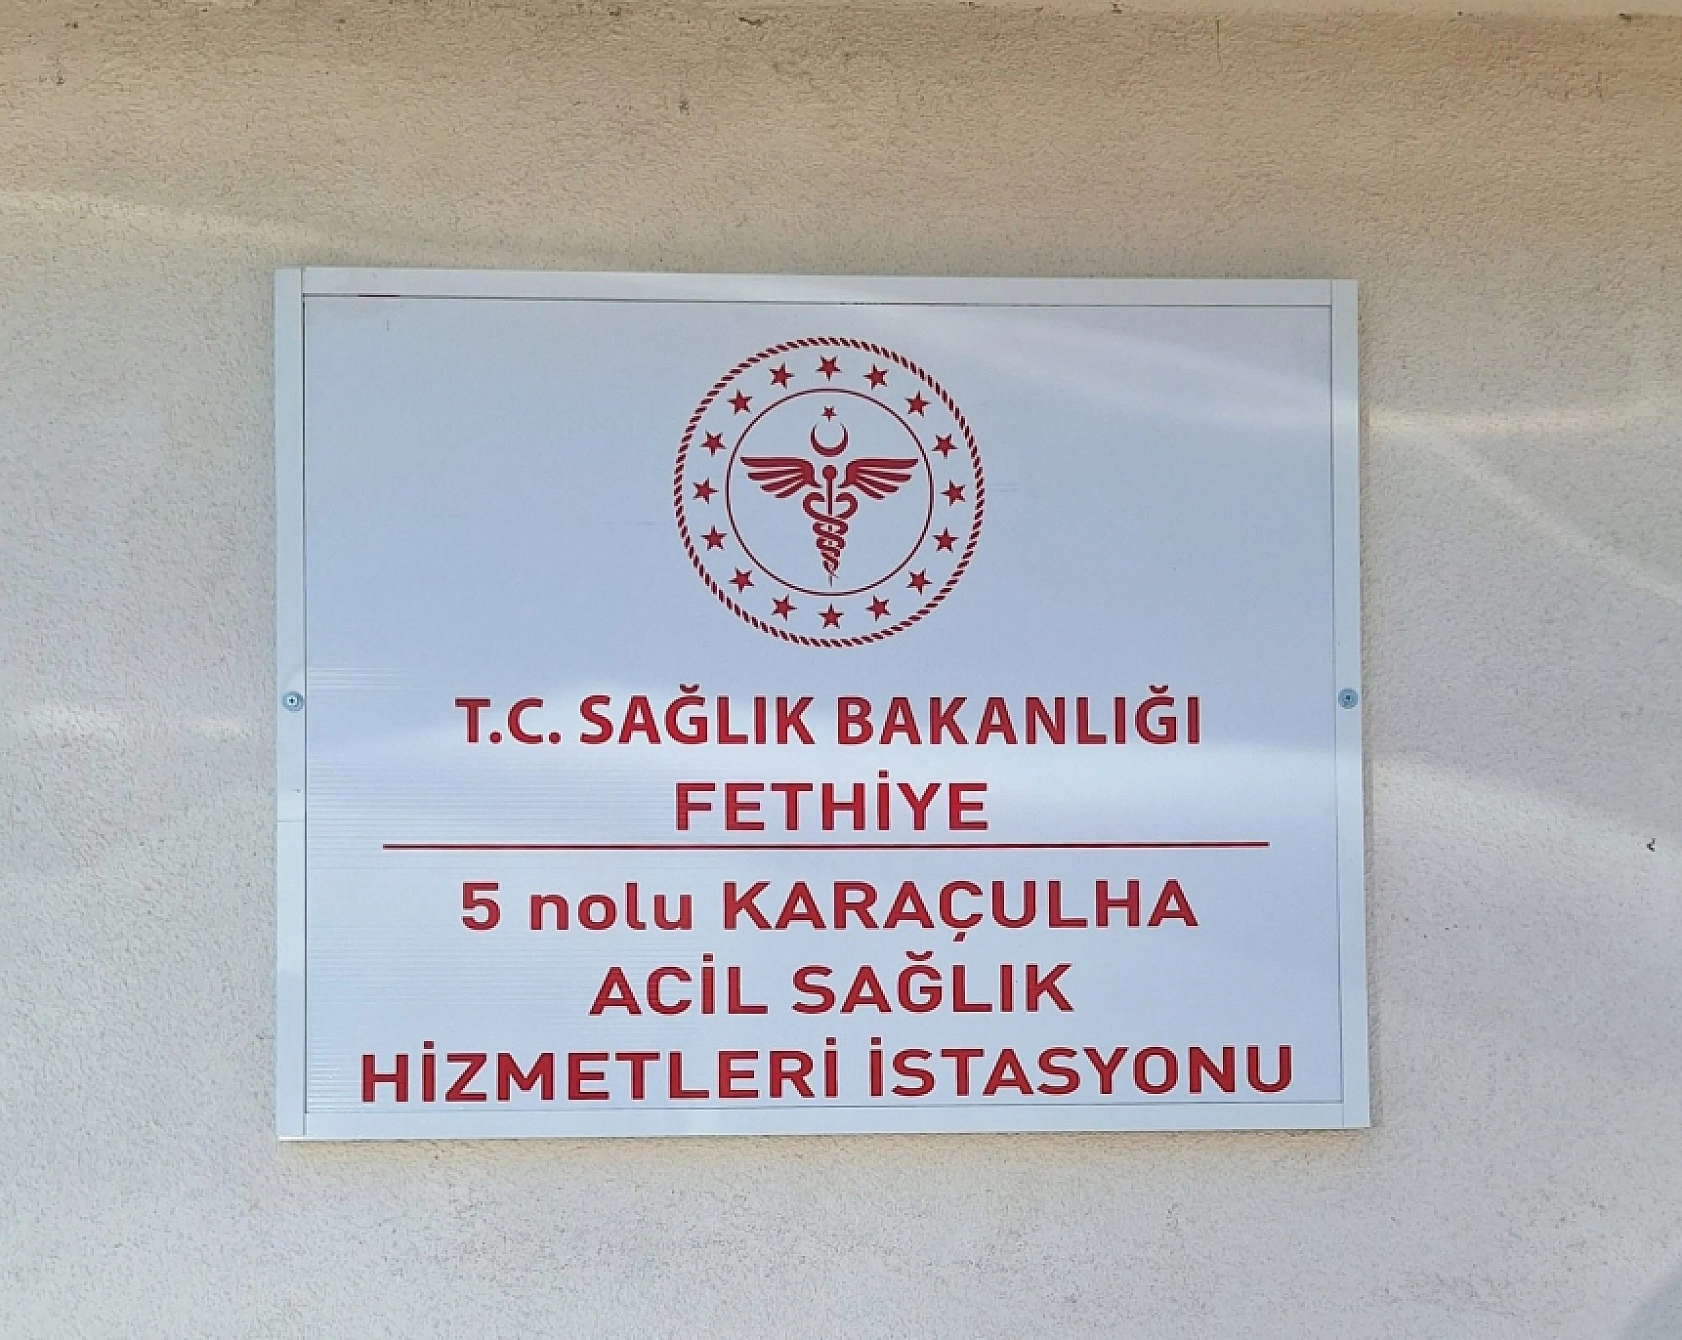 T.C. SAĞLIK BAKANLIĞI
FETHİYE
5 nolu KARAÇULHA
ACİL SAĞLIK
HİZMETLERİ İSTASYONU